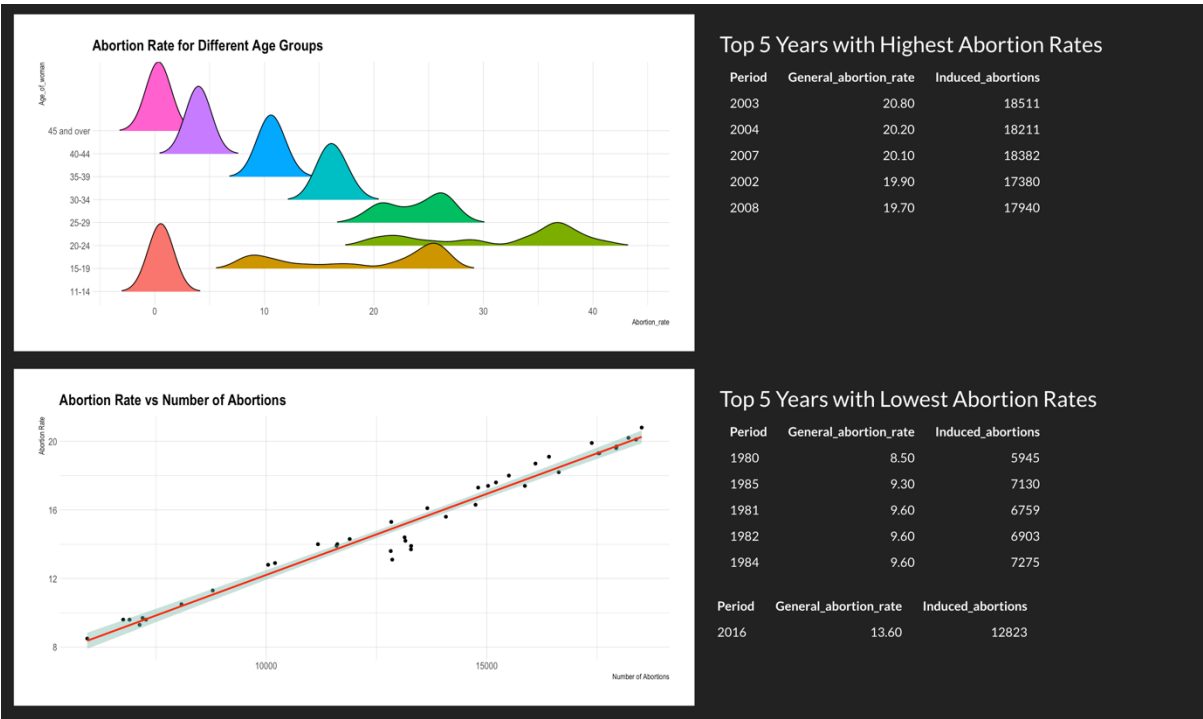 Abortion Rate for Different Age Groups
Age_of_woman
45 and over
40-44
35-39
30-34
25-29
20-24
15-19
11-14
0 10 20 30 40
Abortion_rate
Top 5 Years with Highest Abortion Rates
Period General_abortion_rate Induced_abortions
2003 20.80 18511
2004 20.20 18211
2007 20.10 18382
2002 19.90 17380
2008 19.70 17940
Abortion Rate vs Number of Abortions
Abortion Rate
20
16
12
8
10000 15000
Number of Abortions
Top 5 Years with Lowest Abortion Rates
Period General_abortion_rate Induced_abortions
1980 8.50 5945
1985 9.30 7130
1981 9.60 6759
1982 9.60 6903
1984 9.60 7275
Period General_abortion_rate Induced_abortions
2016 13.60 12823